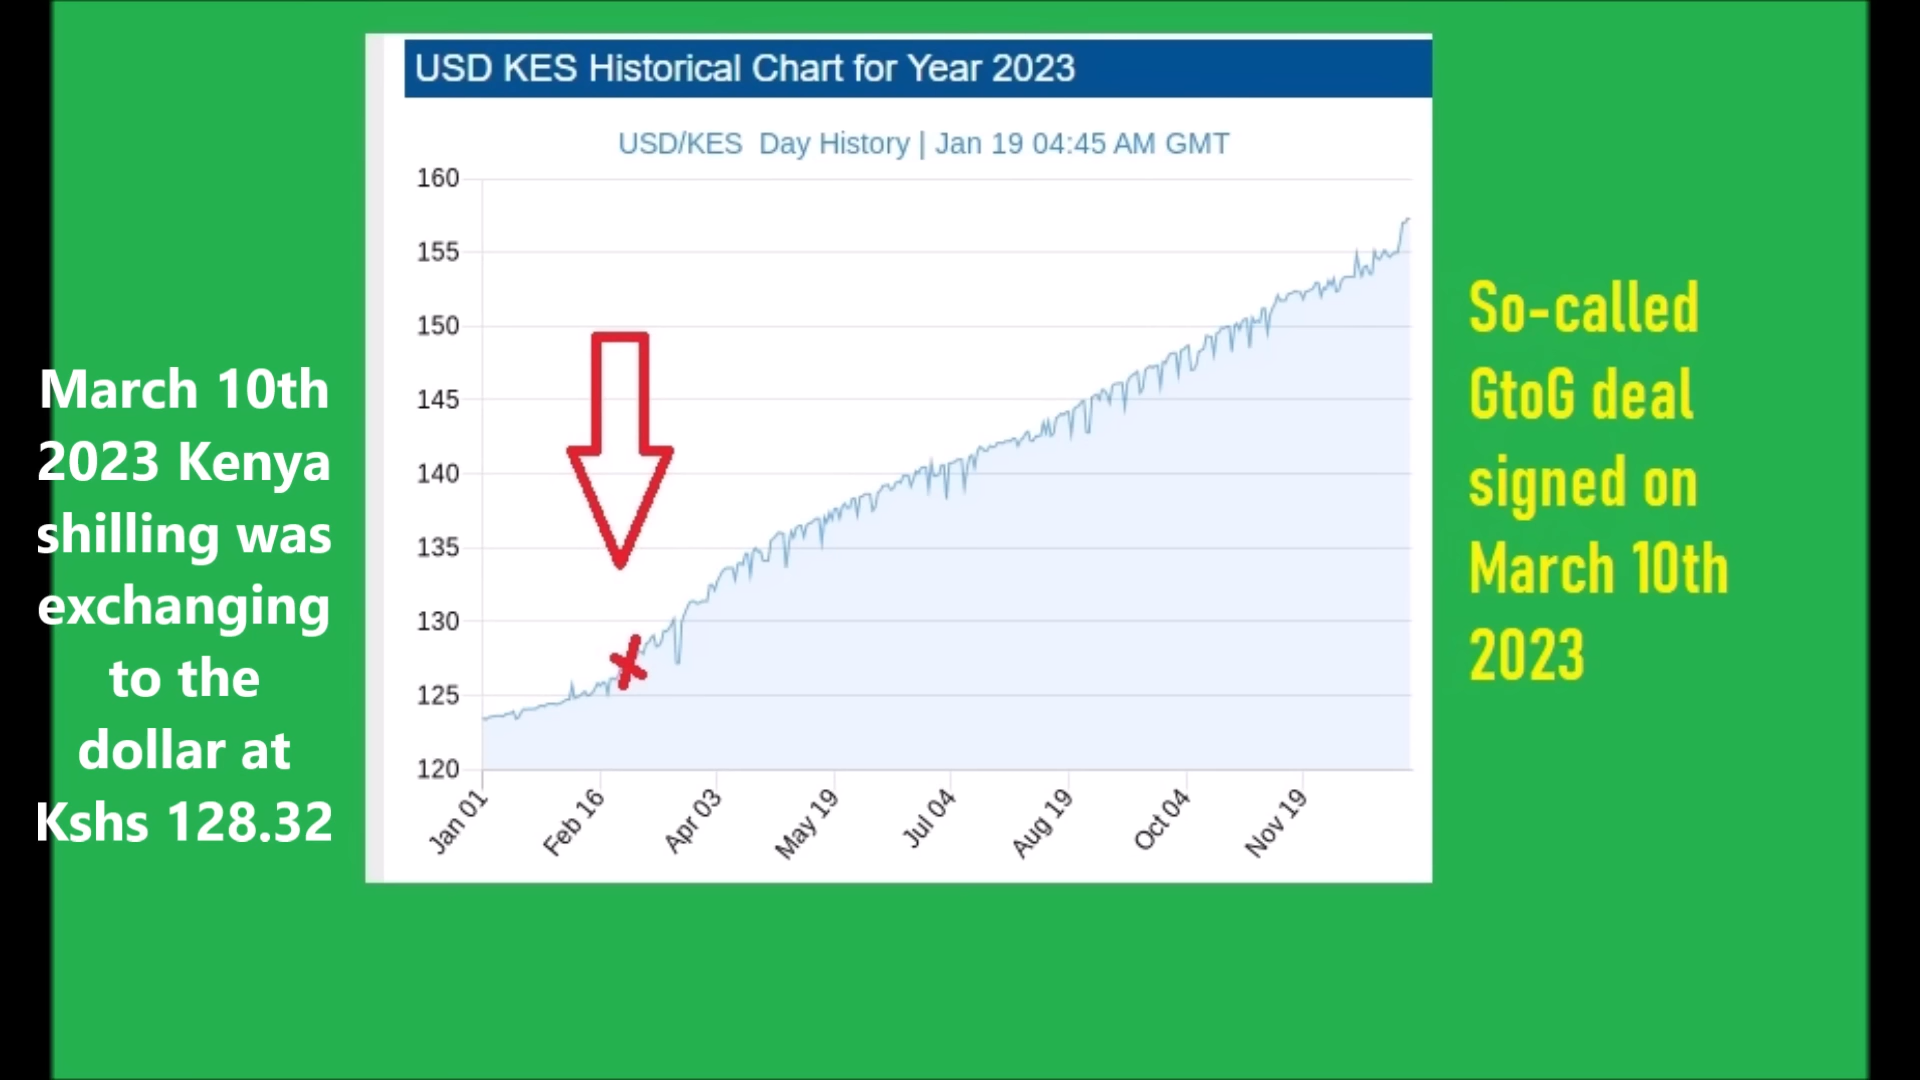 USD KES Historical Chart for Year 2023
USD/KES Day History | Jan 19 04:45 AM GMT
160
155
150
145
140
135
130
125
120
Jan 01
Feb 16
Apr 03
May 19
Jul 04
Aug 19
Oct 04
Nov 19
March 10th
2023 Kenya
shilling was
exchanging
to the
dollar at
Kshs 128.32
So-called
GtoG deal
signed on
March 10th
2023